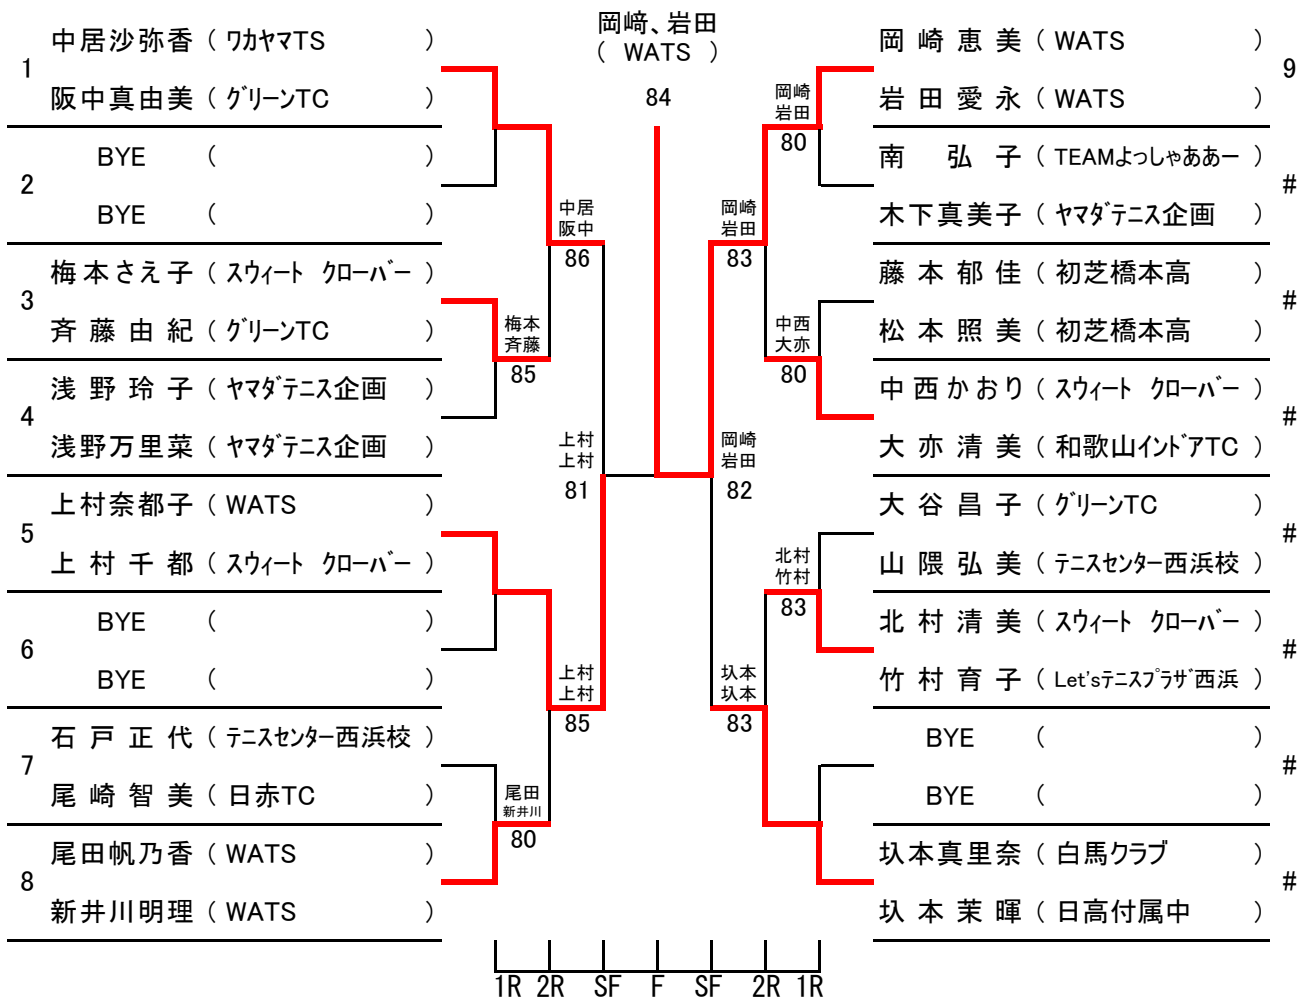 岡﨑、岩田
( WATS )
84
1
中居沙弥香 ( ワカヤマTS )
阪中真由美 ( グリーンTC )
2
BYE ( )
BYE ( )
3
梅本さえ子 ( スウィート クローバー )
斉藤由紀 ( グリーンTC )
4
浅野玲子 ( ヤマダテニス企画 )
浅野万里菜 ( ヤマダテニス企画 )
5
上村奈都子 ( WATS )
上村千都 ( スウィート クローバー )
6
BYE ( )
BYE ( )
7
石戸正代 ( テニスセンター西浜校 )
尾崎智美 ( 日赤TC )
8
尾田帆乃香 ( WATS )
新井川明理 ( WATS )
梅本
斉藤
85
尾田
新井川
80
中居
阪中
86
上村
上村
85
上村
上村
81
岡崎
岩田
82
岡崎
岩田
83
圦本
圦本
83
岡崎
岩田
80
中西
大亦
80
北村
竹村
83
岡崎恵美 ( WATS )
岩田愛永 ( WATS )
9
南弘子 ( TEAMよっしゃああー )
木下真美子 ( ヤマダテニス企画 )
#
藤本郁佳 ( 初芝橋本高 )
松本照美 ( 初芝橋本高 )
#
中西かおり ( スウィート クローバー )
大亦清美 ( 和歌山インドアTC )
#
大谷昌子 ( グリーンTC )
山隈弘美 ( テニスセンター西浜校 )
#
北村清美 ( スウィート クローバー )
竹村育子 ( Let'sテニスプラザ西浜 )
#
BYE ( )
BYE ( )
#
圦本真里奈 ( 白馬クラブ )
圦本茉暉 ( 日高付属中 )
#
1R 2R SF F SF 2R 1R